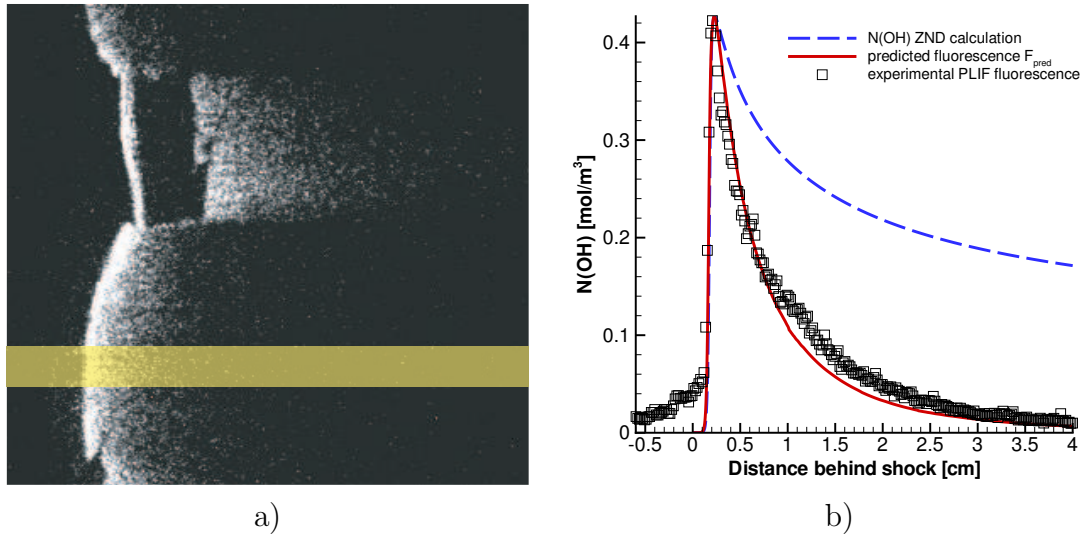 N(OH) ZND calculation
predicted fluorescence F_pred
experimental PLIF fluorescence
N(OH) [mol/m³]
0.4
0.3
0.2
0.1
0
-0.5 0 0.5 1 1.5 2 2.5 3 3.5 4
Distance behind shock [cm]
a) b)